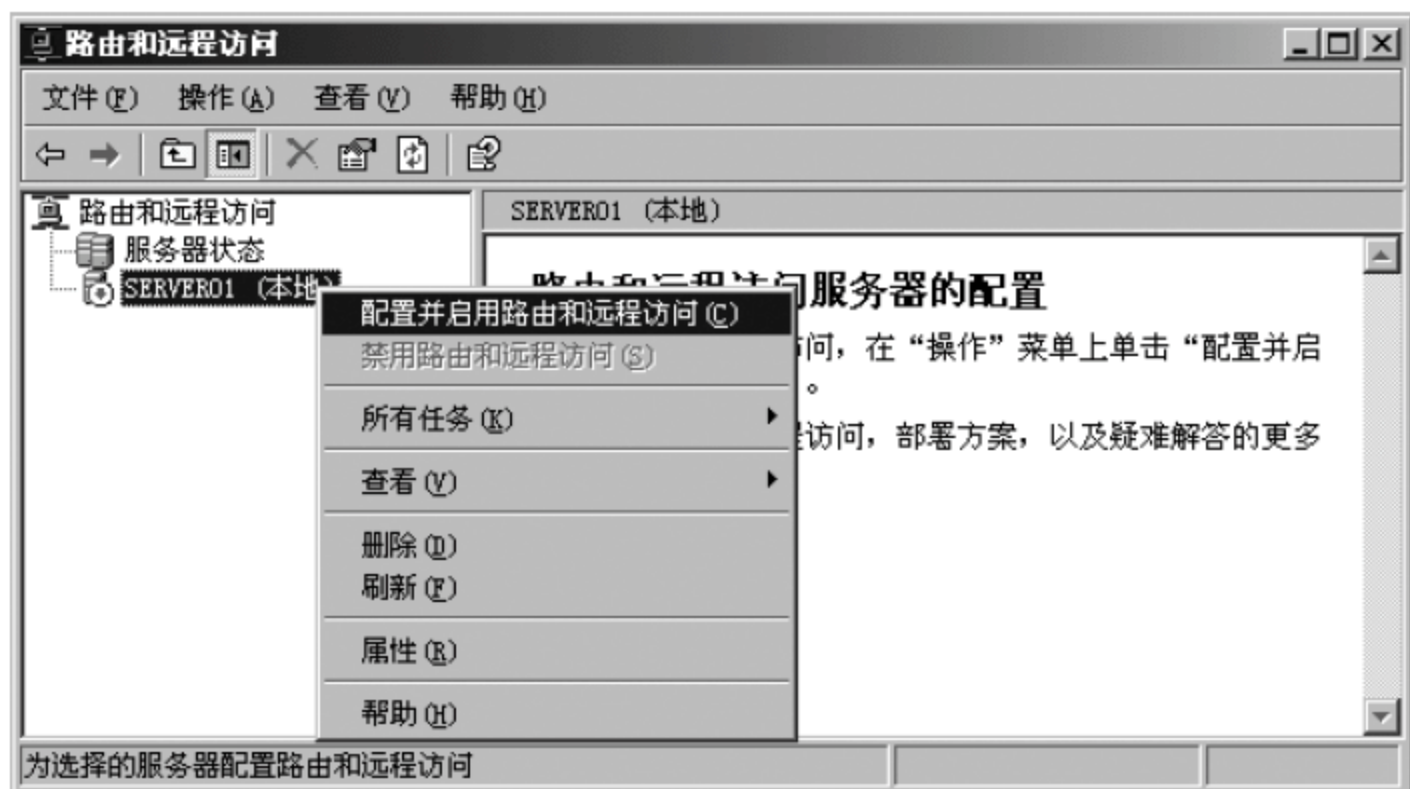 路由和远程访问
文件(F) 操作(A) 查看(V) 帮助(H)
路由和远程访问
服务器状态
SERVER01 (本地)
SERVER01 (本地)
服务器的配置
问，在“操作”菜单上单击“配置并启
。
访问，部署方案，以及疑难解答的更多
配置并启用路由和远程访问(C)
禁用路由和远程访问(S)
所有任务(K)
查看(V)
删除(D)
刷新(F)
属性(R)
帮助(H)
为选择的服务器配置路由和远程访问